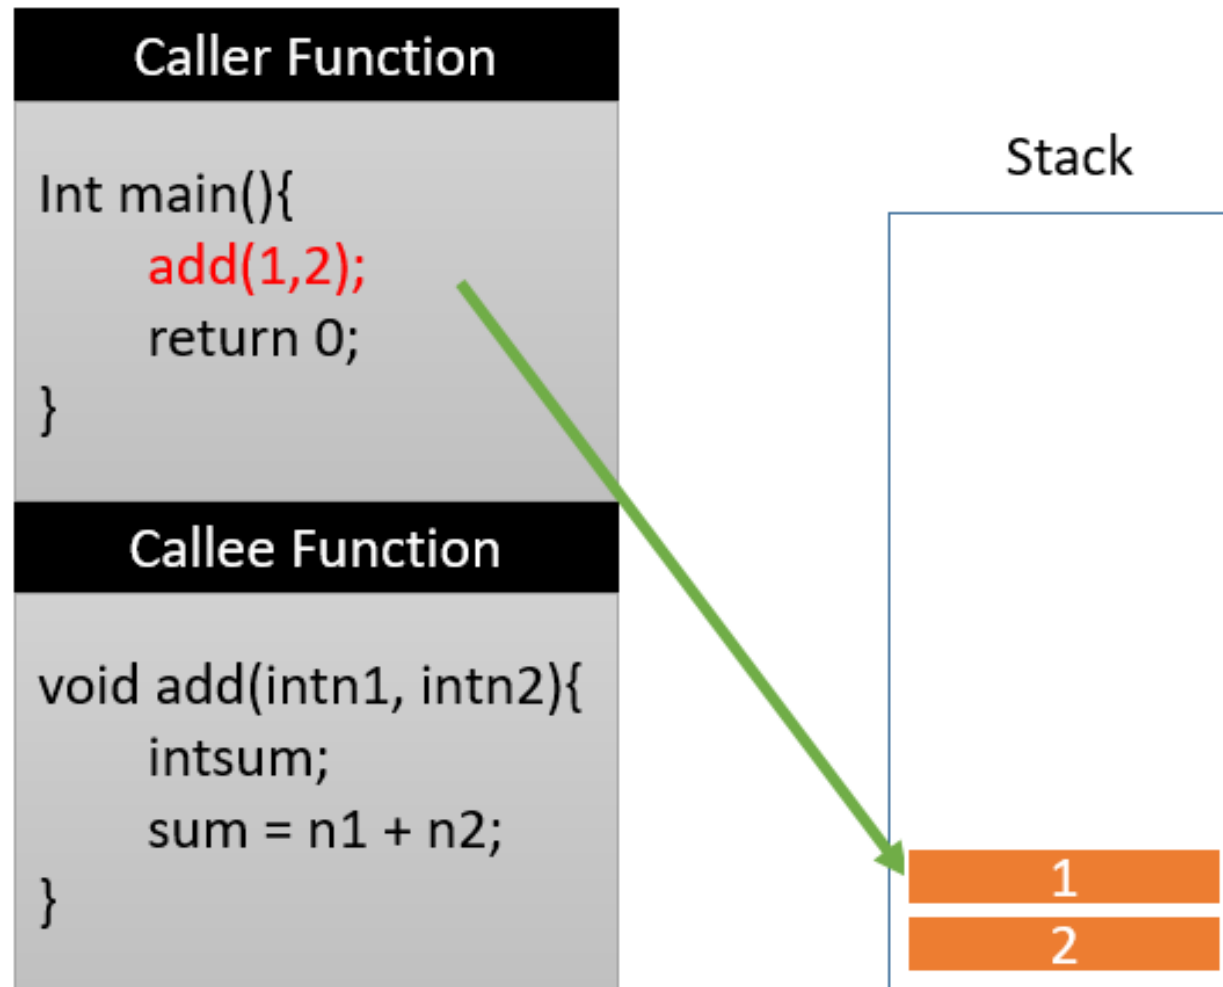 Caller Function
Int main(){
add(1,2);
return 0;
}
Callee Function
void add(intn1, intn2){
intsum;
sum = n1 + n2;
}
Stack
1
2